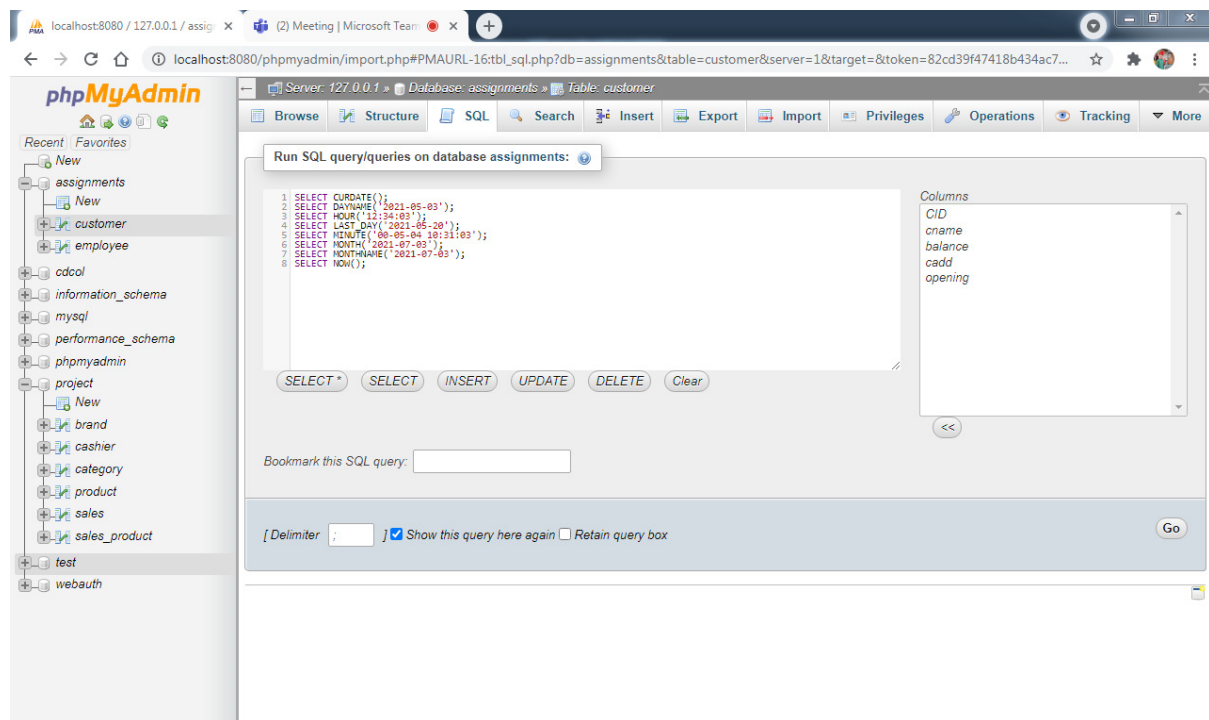 localhost:8080 / 127.0.0.1 / assig
(2) Meeting | Microsoft Team
localhost:8080/phpmyadmin/import.php#PMAURL-16:tbl_sql.php?db=assignments&table=customer&server=1&target=&token=82cd39f47418b434ac7...
phpMyAdmin
Recent Favorites
New
assignments
New
customer
employee
cdcol
information_schema
mysql
performance_schema
phpmyadmin
project
New
brand
cashier
category
product
sales
sales_product
test
webauth
Server: 127.0.0.1 » Database: assignments » Table: customer
Browse Structure SQL Search Insert Export Import Privileges Operations Tracking More
Run SQL query/queries on database assignments:
1 SELECT CURDATE();
2 SELECT DAYNAME('2021-05-03');
3 SELECT HOUR('12:34:03');
4 SELECT LAST_DAY('2021-05-20');
5 SELECT MINUTE('00-05-04 10:31:03');
6 SELECT MONTH('2021-07-03');
7 SELECT MONTHNAME('2021-07-03');
8 SELECT NOW();
Columns
CID
cname
balance
cadd
opening
SELECT * SELECT INSERT UPDATE DELETE Clear
<<
Bookmark this SQL query:
[ Delimiter ; ] Show this query here again Retain query box
Go